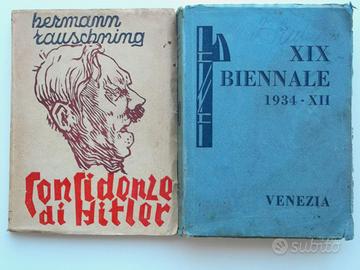 hermann
rauschning
Confidenze
di Hitler
XIX
BIENNALE
1934 - XII
VENEZIA
subito